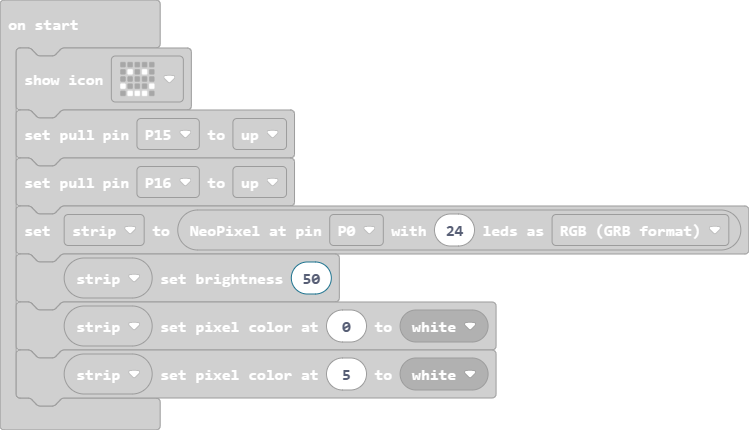 on start
show icon
set pull pin P15 to up
set pull pin P16 to up
set strip to NeoPixel at pin P0 with 24 leds as RGB (GRB format)
strip set brightness 50
strip set pixel color at 0 to white
strip set pixel color at 5 to white